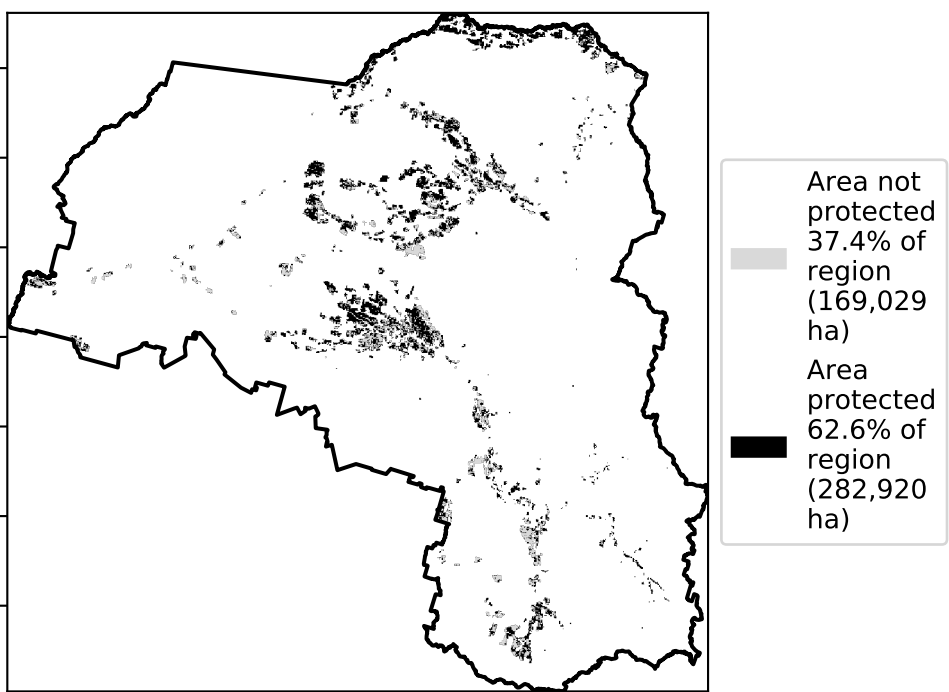 Area not
protected
37.4% of
region
(169,029
ha)
Area
protected
62.6% of
region
(282,920
ha)